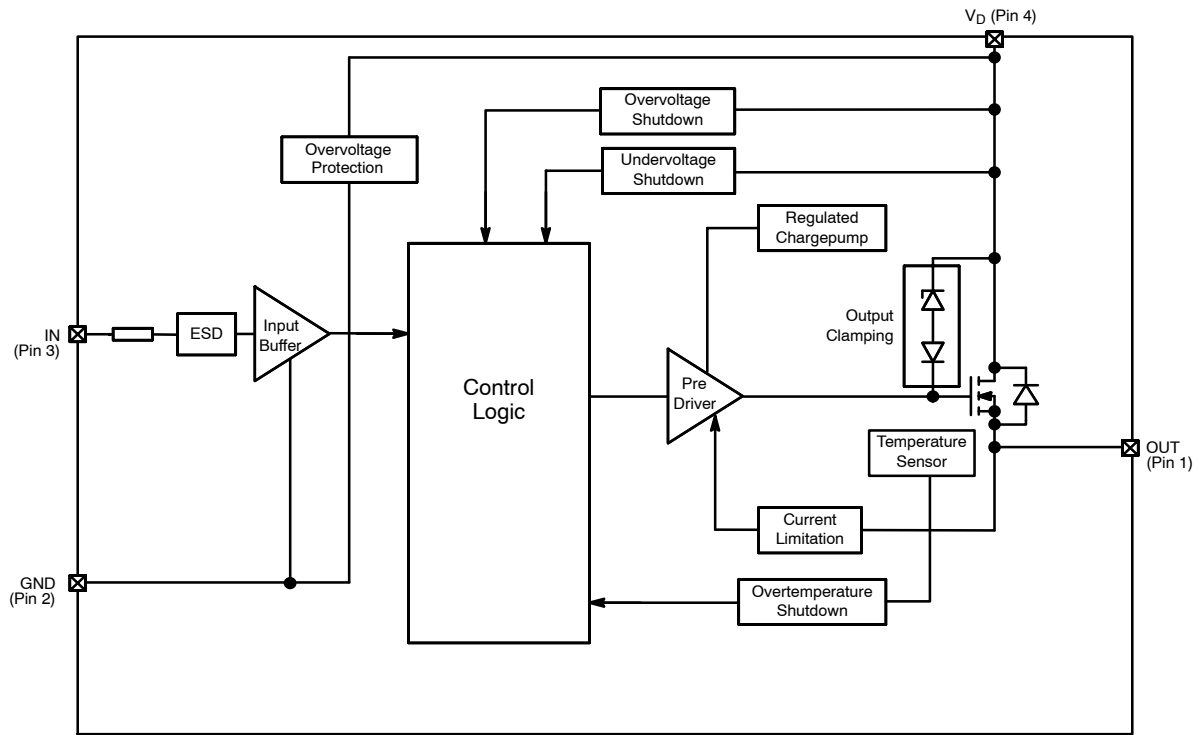 VD (Pin 4)
Overvoltage
Shutdown
Overvoltage
Protection
Undervoltage
Shutdown
Regulated
Chargepump
IN
(Pin 3)
ESD
Input
Buffer
Output
Clamping
Control
Logic
Pre
Driver
Temperature
Sensor
OUT
(Pin 1)
Current
Limitation
GND
(Pin 2)
Overtemperature
Shutdown